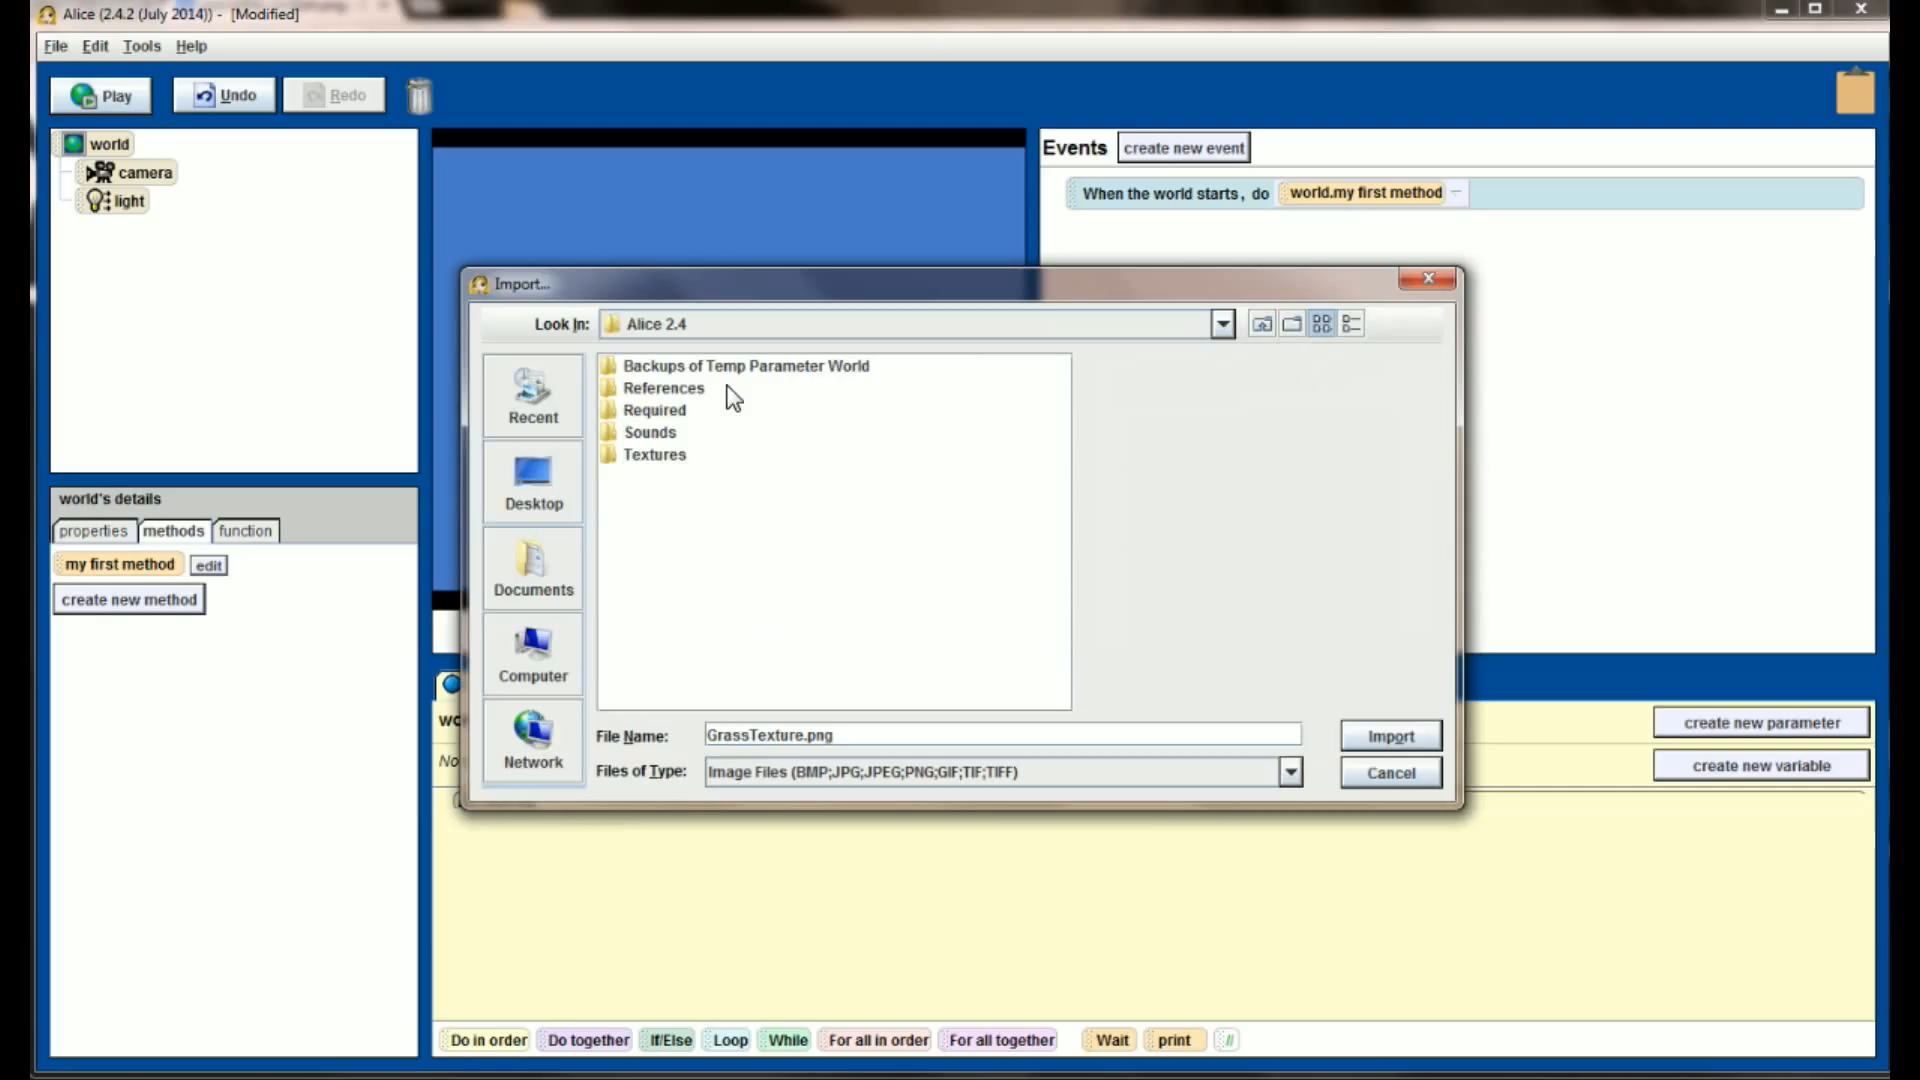 Alice (2.4.2 (July 2014)) - [Modified]
File Edit Tools Help
Play Undo Redo
world
camera
light
Events create new event
When the world starts, do world.my first method
Import...
Look In: Alice 2.4
Recent
Desktop
Documents
Computer
Network
Backups of Temp Parameter World
References
Required
Sounds
Textures
File Name: GrassTexture.png
Files of Type: Image Files (BMP;JPG;JPEG;PNG;GIF;TIF;TIFF)
Import
Cancel
world's details
properties methods function
my first method edit
create new method
create new parameter
No
create new variable
Do in order Do together If/Else Loop While For all in order For all together Wait print //